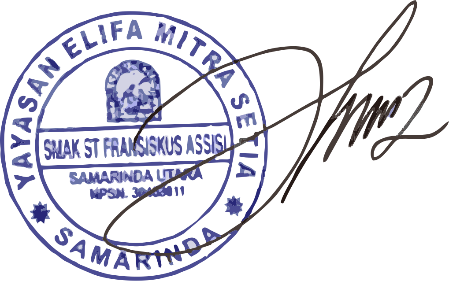 YAYASAN ELIFA MITRA SETIA
SMAK ST FRANSISKUS ASSISI
SAMARINDA UTARA
NPSN.
SAMARINDA